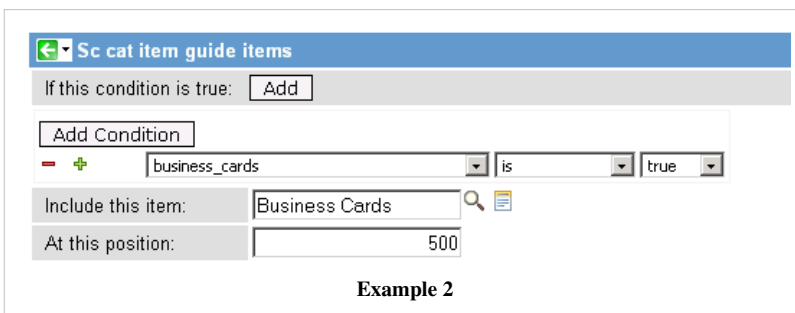 Sc cat item guide items
If this condition is true: Add
Add Condition
business_cards is true
Include this item: Business Cards
At this position: 500
Example 2